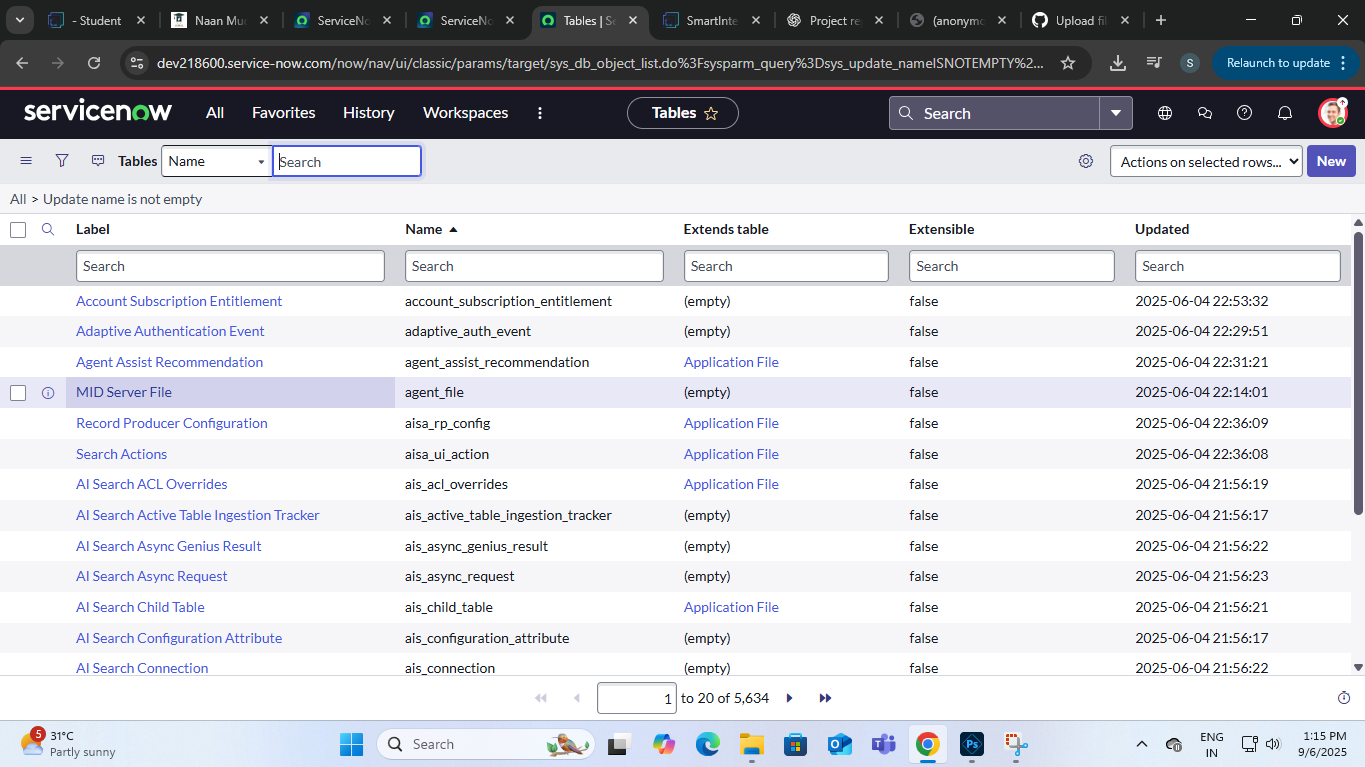 - Student
Naan Mu
ServiceNo
ServiceNo
Tables | Se
SmartInte
Project re
(anonymo
Upload fil
dev218600.service-now.com/now/nav/ui/classic/params/target/sys_db_object_list.do%3Fsysparm_query%3Dsys_update_nameISNOTEMPTY%2...
S
Relaunch to update
servicenow
All Favorites History Workspaces
Tables
Search
Tables Name Search
Actions on selected rows... New
All > Update name is not empty
Label Name Extends table Extensible Updated
Search Search Search Search Search
Account Subscription Entitlement account_subscription_entitlement (empty) false 2025-06-04 22:53:32
Adaptive Authentication Event adaptive_auth_event (empty) false 2025-06-04 22:29:51
Agent Assist Recommendation agent_assist_recommendation Application File false 2025-06-04 22:31:21
MID Server File agent_file (empty) false 2025-06-04 22:14:01
Record Producer Configuration aisa_rp_config Application File false 2025-06-04 22:36:09
Search Actions aisa_ui_action Application File false 2025-06-04 22:36:08
AI Search ACL Overrides ais_acl_overrides Application File false 2025-06-04 21:56:19
AI Search Active Table Ingestion Tracker ais_active_table_ingestion_tracker (empty) false 2025-06-04 21:56:17
AI Search Async Genius Result ais_async_genius_result (empty) false 2025-06-04 21:56:22
AI Search Async Request ais_async_request (empty) false 2025-06-04 21:56:23
AI Search Child Table ais_child_table Application File false 2025-06-04 21:56:21
AI Search Configuration Attribute ais_configuration_attribute (empty) false 2025-06-04 21:56:17
AI Search Connection ais_connection (empty) false 2025-06-04 21:56:22
1 to 20 of 5,634
5
31°C
Partly sunny
Search
Ps
ENG
IN
1:15 PM
9/6/2025